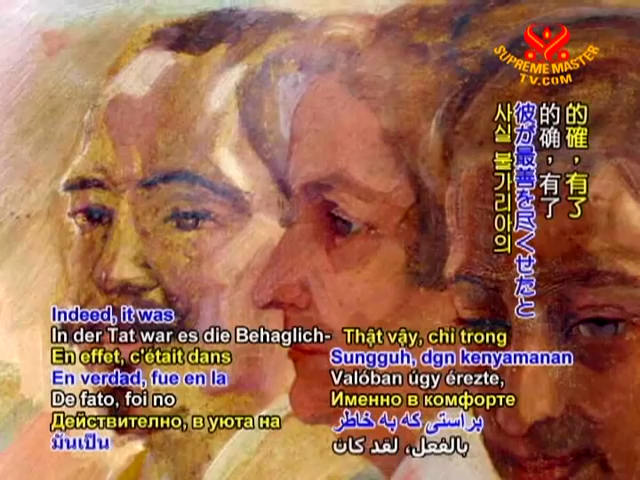 SUPREME MASTER
TV.COM
的確，有了
的确，有了
彼が最善を尽くせたと
사실 불가리아의
Indeed, it was
In der Tat war es die Behaglich-
En effet, c'était dans
En verdad, fue en la
De fato, foi no
Действително, в уюта на
มันเป็น
Thật vậy, chỉ trong
Sungguh, dgn kenyamanan
Valóban úgy érezte,
Именно в комфорте
براستی که به خاطر
بالفعل، لقد كان